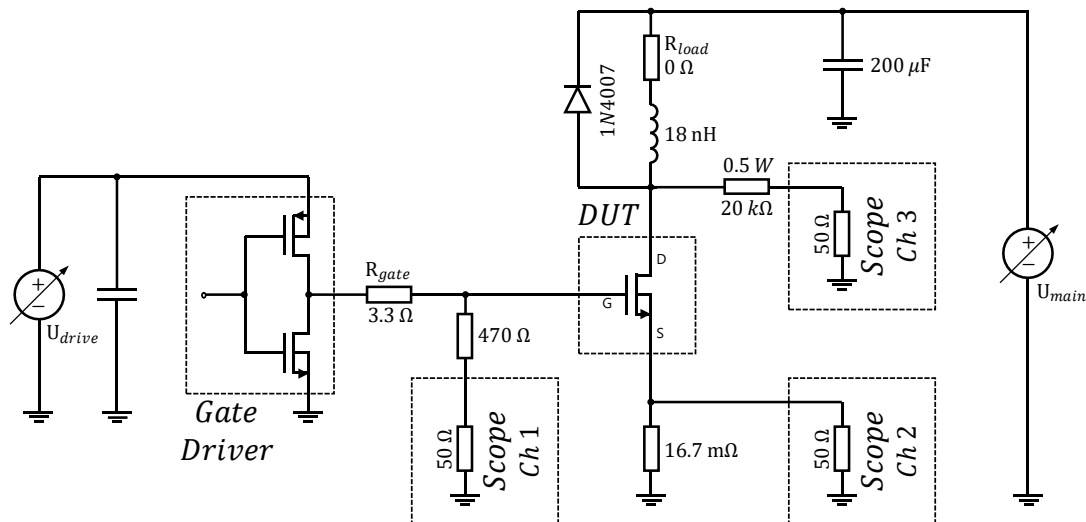 R_load
0 Ω
1N4007
200 μF
18 nH
0.5 W
20 kΩ
50 Ω
Scope
Ch 3
DUT
D
G
S
+
−
U_main
+
−
U_drive
R_gate
3.3 Ω
470 Ω
Gate
Driver
50 Ω
Scope
Ch 1
16.7 mΩ
50 Ω
Scope
Ch 2